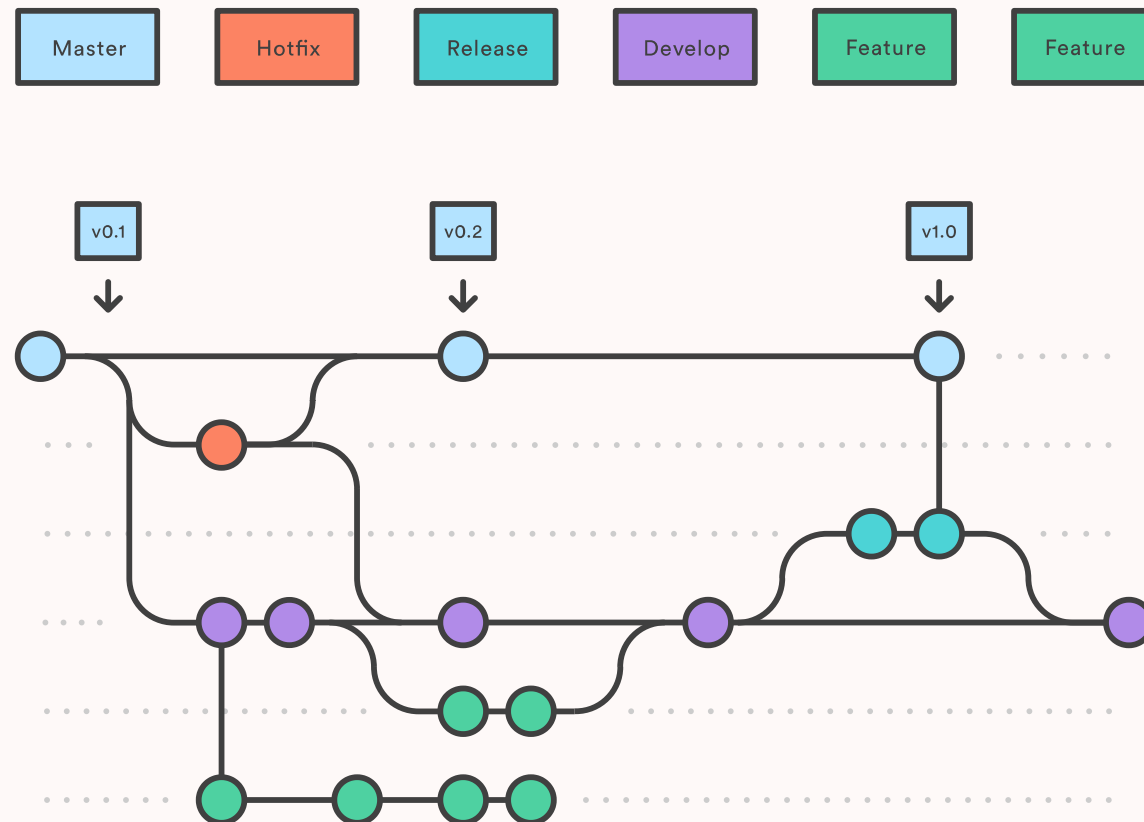 Master
Hotfix
Release
Develop
Feature
Feature
v0.1
v0.2
v1.0